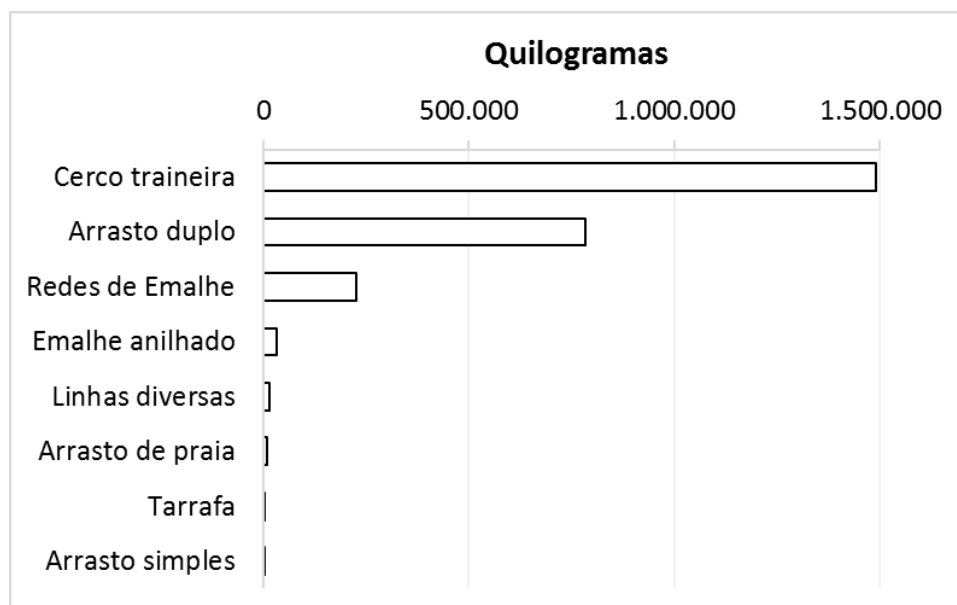 Quilogramas
0 500.000 1.000.000 1.500.000
Cerco traineira
Arrasto duplo
Redes de Emalhe
Emalhe anilhado
Linhas diversas
Arrasto de praia
Tarrafa
Arrasto simples